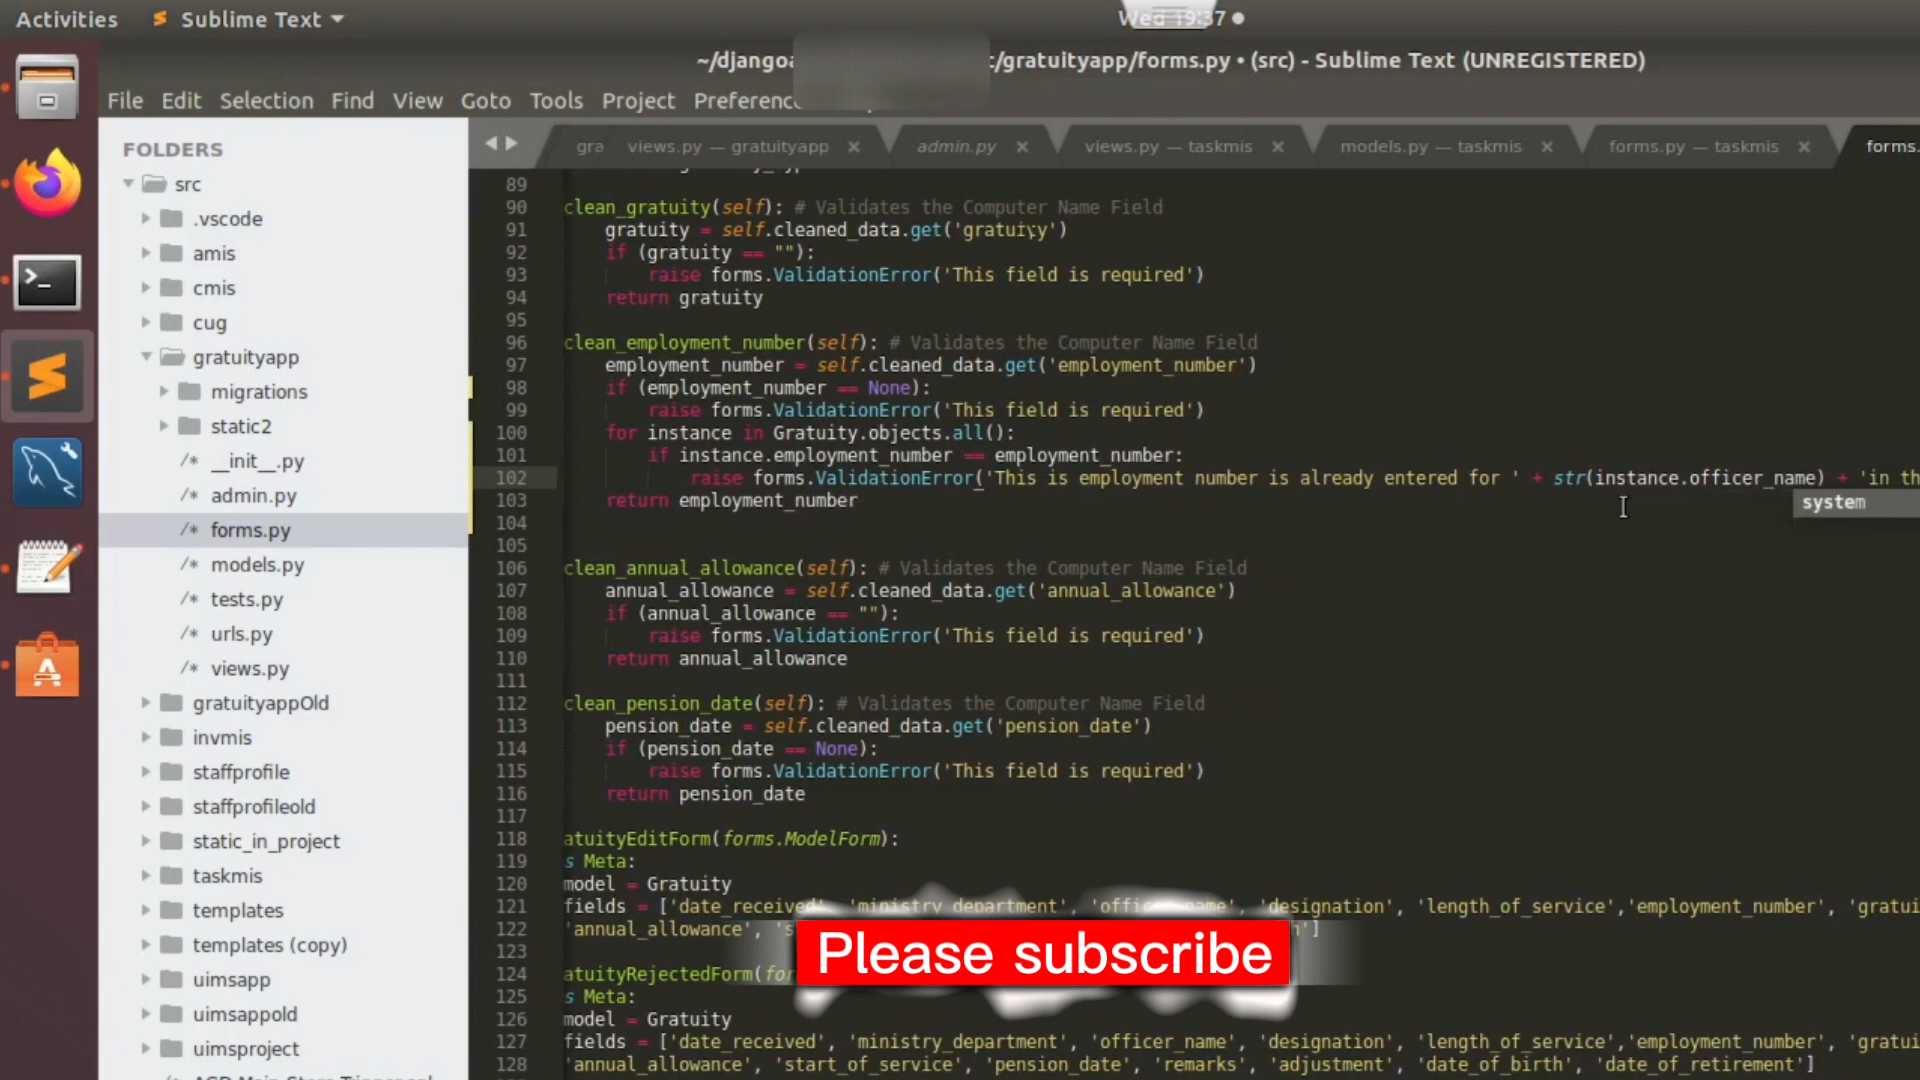 Activities Sublime Text Wed 19:37
/gratuityapp/forms.py • (src) - Sublime Text (UNREGISTERED)
File Edit Selection Find View Goto Tools Project
FOLDERS
src
.vscode
amis
cmis
cug
gratuityapp
migrations
static2
/* __init__.py
/* admin.py
/* forms.py
/* models.py
/* tests.py
/* urls.py
/* views.py
gratuityappOld
invmis
staffprofile
staffprofileold
static_in_project
taskmis
templates
templates (copy)
uimsapp
uimsappold
uimsproject
gra views.py — gratuityapp × admin.py × views.py — taskmis × models.py — taskmis × forms.py — taskmis × forms.
89
90 clean_gratuity(self): # Validates the Computer Name Field
91 gratuity = self.cleaned_data.get('gratuity')
92 if (gratuity == ""):
93 raise forms.ValidationError('This field is required')
94 return gratuity
95
96 clean_employment_number(self): # Validates the Computer Name Field
97 employment_number = self.cleaned_data.get('employment_number')
98 if (employment_number == None):
99 raise forms.ValidationError('This field is required')
100 for instance in Gratuity.objects.all():
101 if instance.employment_number == employment_number:
102 raise forms.ValidationError('This is employment number is already entered for ' + str(instance.officer_name) + 'in th
system
103 return employment_number
104
105
106 clean_annual_allowance(self): # Validates the Computer Name Field
107 annual_allowance = self.cleaned_data.get('annual_allowance')
108 if (annual_allowance == ""):
109 raise forms.ValidationError('This field is required')
110 return annual_allowance
111
112 clean_pension_date(self): # Validates the Computer Name Field
113 pension_date = self.cleaned_data.get('pension_date')
114 if (pension_date == None):
115 raise forms.ValidationError('This field is required')
116 return pension_date
117
118 atuityEditForm(forms.ModelForm):
119 s Meta:
120 model = Gratuity
121 fields = ['date_received', 'ministry_department', 'officer_name', 'designation', 'length_of_service','employment_number', 'gratui
122 'annual_allowance', 's
123
124 atuityRejectedForm(for
125 s Meta:
126 model = Gratuity
127 fields = ['date_received', 'ministry_department', 'officer_name', 'designation', 'length_of_service','employment_number', 'gratui
128 'annual_allowance', 'start_of_service', 'pension_date', 'remarks', 'adjustment', 'date_of_birth', 'date_of_retirement']
Please subscribe